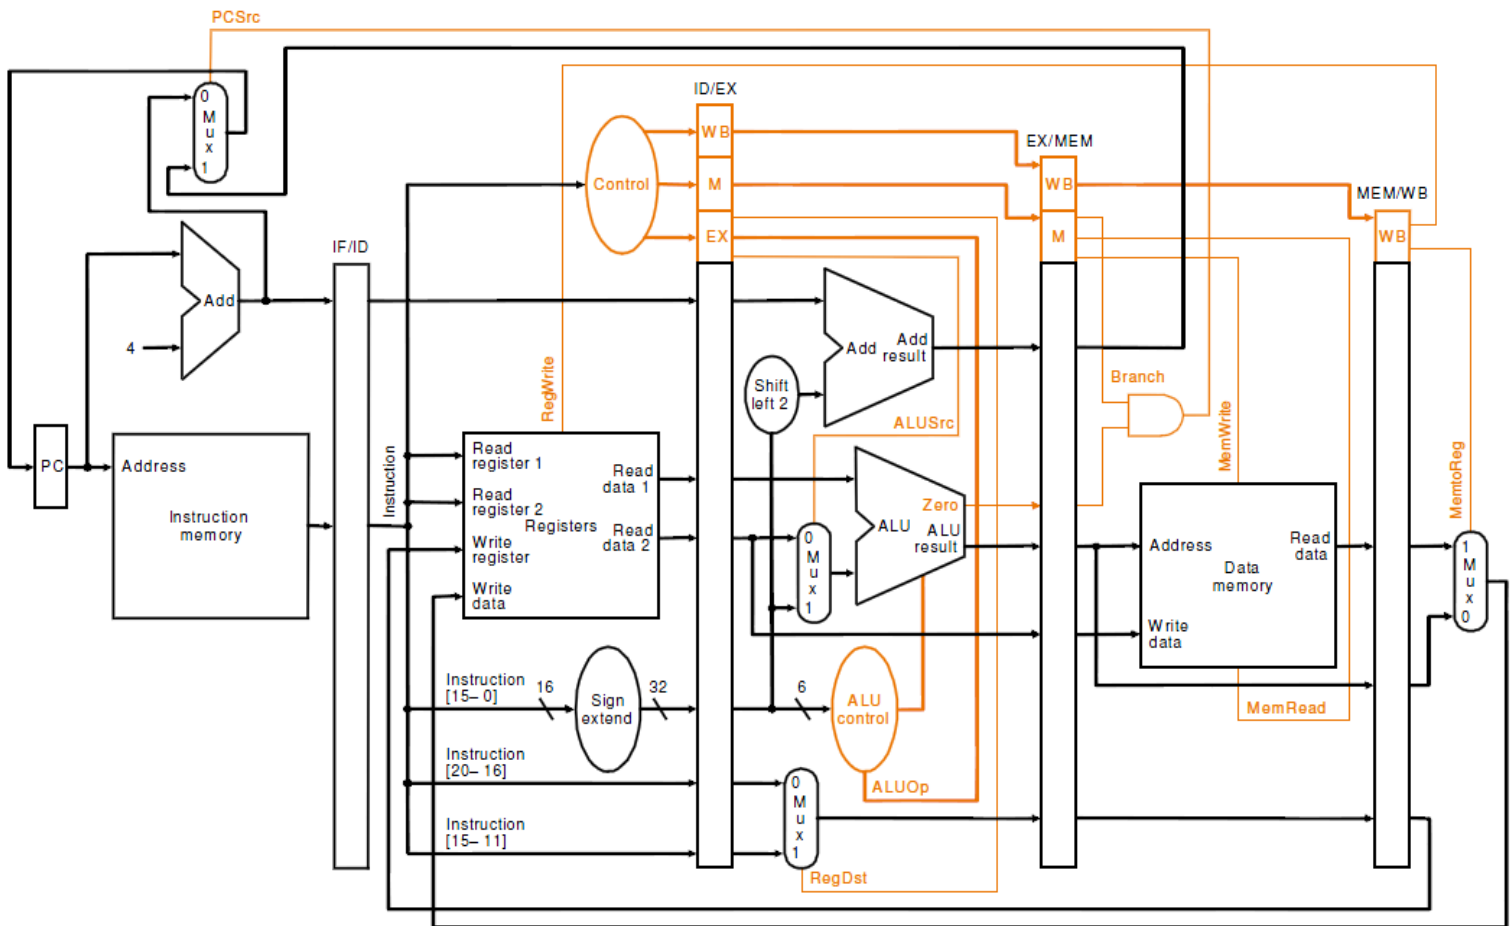 PCSrc
0
M
u
x
1
ID/EX
WB
M
EX
Control
EX/MEM
WB
M
MEM/WB
WB
IF/ID
Add
4
RegWrite
Add
Add
result
Shift
left 2
ALUSrc
Branch
MemWrite
MemtoReg
PC
Address
Instruction
memory
Instruction
Read
register 1
Read
register 2
Write
register
Write
data
Registers
Read
data 1
Read
data 2
Zero
ALU
ALU
result
0
M
u
x
1
Address
Write
data
Data
memory
Read
data
1
M
u
x
0
Instruction
[15– 0]
16
Sign
extend
32
6
ALU
control
MemRead
Instruction
[20– 16]
ALUOp
0
M
u
x
1
Instruction
[15– 11]
RegDst